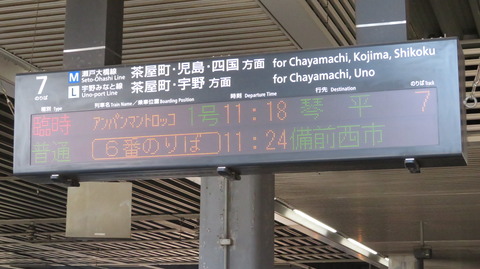 7 のりば
M 瀬戸大橋線 Seto-Ohashi Line 茶屋町・児島・四国 方面 for Chayamachi, Kojima, Shikoku
L 宇野みなと線 Uno-port Line 茶屋町・宇野 方面 for Chayamachi, Uno
種別 Type 列車名 Train Name / 乗車位置 Boarding Position 時刻 Departure Time 行先 Destination のりば
臨時 アンパンマントロッコ 1号 11:18 琴平 7
普通 6番のりば 11:24 備前西市